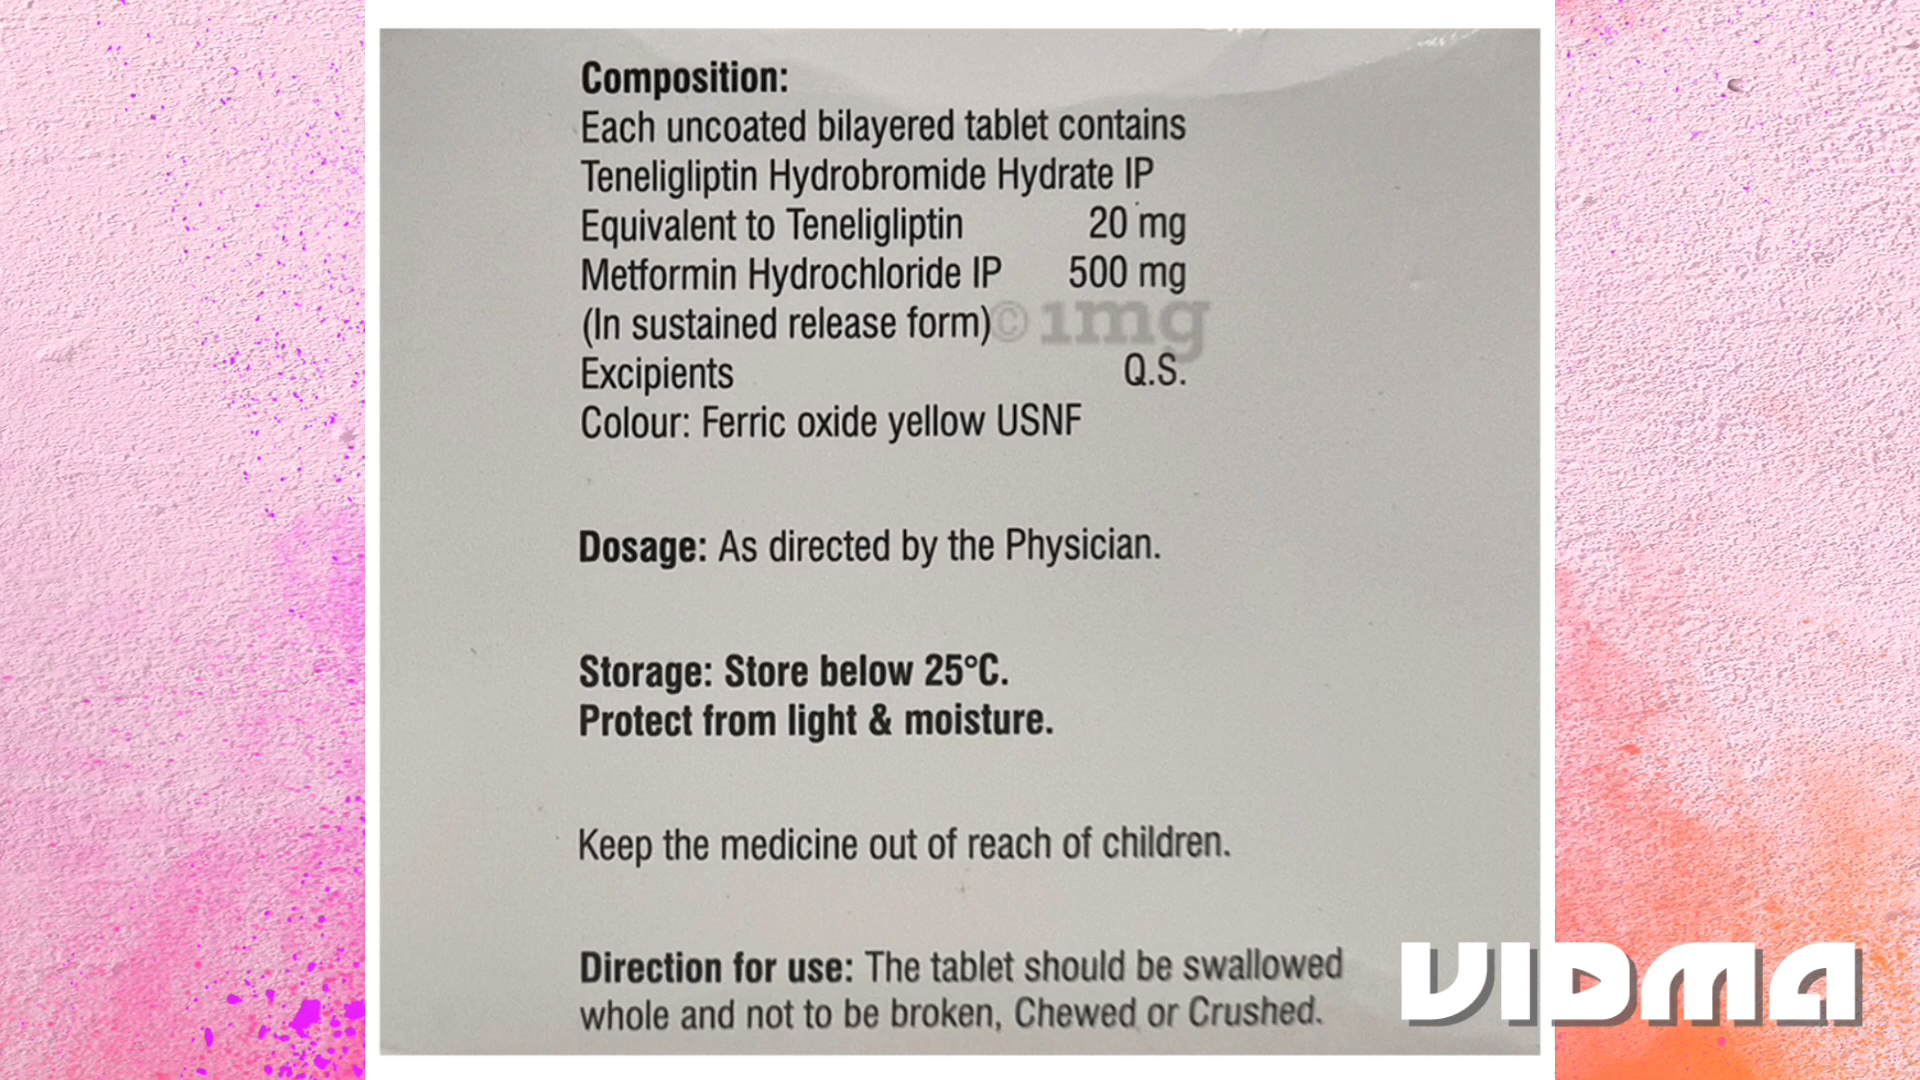 Composition:
Each uncoated bilayered tablet contains
Teneligliptin Hydrobromide Hydrate IP
Equivalent to Teneligliptin 20 mg
Metformin Hydrochloride IP 500 mg
(In sustained release form)
©1mg
Excipients Q.S.
Colour: Ferric oxide yellow USNF
Dosage: As directed by the Physician.
Storage: Store below 25°C.
Protect from light & moisture.
Keep the medicine out of reach of children.
Direction for use: The tablet should be swallowed
whole and not to be broken, Chewed or Crushed.
VIDMA